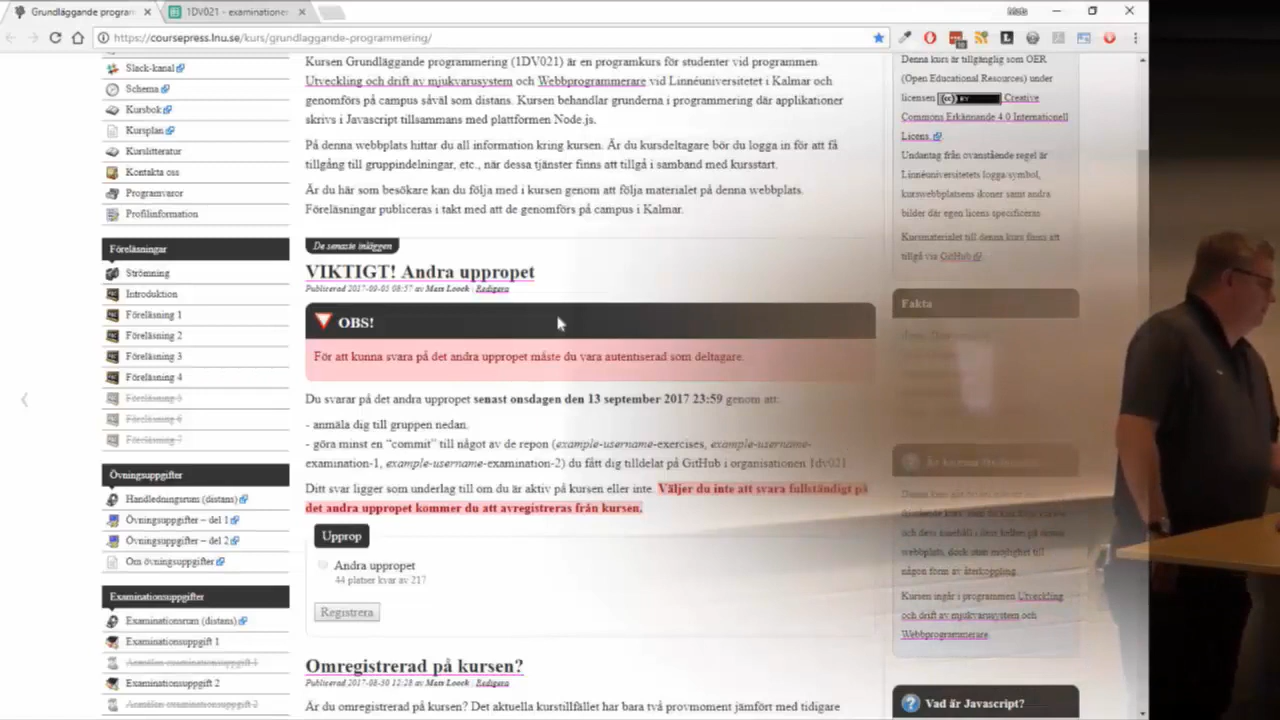 Grundläggande program
1DV021 - examinationer
Mats
https://coursepress.lnu.se/kurs/grundlaggande-programmering/
Slack-kanal
Schema
Kursbok
Kursplan
Kurslitteratur
Kontakta oss
Programvaror
Profilinformation
Föreläsningar
Strömning
Introduktion
Föreläsning 1
Föreläsning 2
Föreläsning 3
Föreläsning 4
Föreläsning 5
Föreläsning 6
Föreläsning 7
Övningsuppgifter
Handledningsrum (distans)
Övningsuppgifter – del 1
Övningsuppgifter – del 2
Om övningsuppgifter
Examinationsuppgifter
Examinationsrum (distans)
Examinationsuppgift 1
Anmälan examinationsuppgift 1
Examinationsuppgift 2
Anmälan examinationsuppgift 2
Kursen Grundläggande programmering (1DV021) är en programkurs för studenter vid programmen
Utveckling och drift av mjukvarusystem och Webbprogrammerare vid Linnéuniversitetet i Kalmar och
genomförs på campus såväl som distans. Kursen behandlar grunderna i programmering där applikationer
skrivs i Javascript tillsammans med plattformen Node.js.
På denna webbplats hittar du all information kring kursen. Är du kursdeltagare bör du logga in för att få
tillgång till gruppindelningar, etc., när dessa tjänster finns att tillgå i samband med kursstart.
Är du här som besökare kan du följa med i kursen genom att följa materialet på denna webbplats.
Föreläsningar publiceras i takt med att de genomförs på campus i Kalmar.
De senaste inläggen
VIKTIGT! Andra uppropet
Publicerad 2017-09-05 08:57 av Mats Loock | Redigera
OBS!
För att kunna svara på det andra uppropet måste du vara autentiserad som deltagare.
Du svarar på det andra uppropet senast onsdagen den 13 september 2017 23:59 genom att:
- anmäla dig till gruppen nedan.
- göra minst en “commit” till något av de repon (example-username-exercises, example-username-
examination-1, example-username-examination-2) du fått dig tilldelat på GitHub i organisationen 1dv021
Ditt svar ligger som underlag till om du är aktiv på kursen eller inte. Väljer du inte att svara fullständigt på
det andra uppropet kommer du att avregistreras från kursen.
Upprop
Andra uppropet
44 platser kvar av 217
Registrera
Omregistrerad på kursen?
Publicerad 2017-08-30 12:28 av Mats Loock | Redigera
Är du omregistrerad på kursen? Det aktuella kurstillfället har bara två provmoment jämfört med tidigare
Denna kurs är tillgänglig som OER
(Open Educational Resources) under
licensen (cc) BY Creative
Commons Erkännande 4.0 Internationell
Licens.
Undantag från ovanstående regel är
Linnéuniversitetets logga/symbol,
kurswebbplatsens ikoner samt andra
bilder där egen licens specificeras
Kursmaterialet till denna kurs finns att
tillgå via GitHub
Fakta
webbplats, dock utan möjlighet till
någon form av återkoppling.
Kursen ingår i programmen Utveckling
och drift av mjukvarusystem och
Webbprogrammerare.
Vad är Javascript?